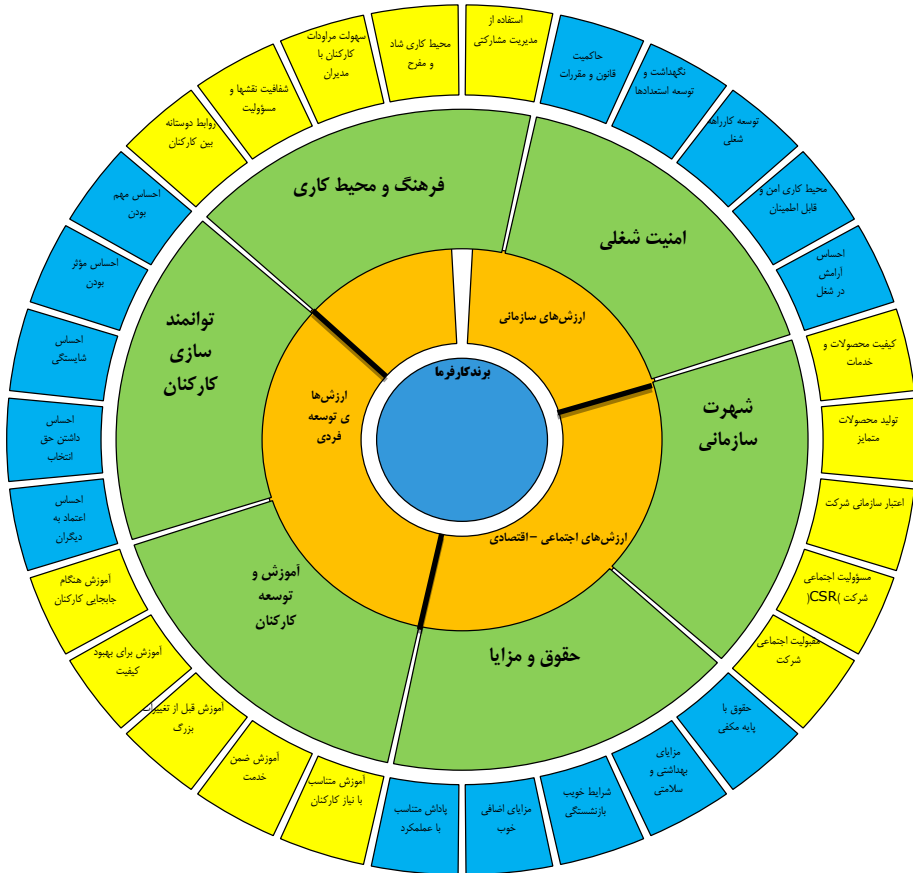 برندکارفرما
ارزش‌های سازمانی
ارزش‌های اجتماعی – اقتصادی
ارزش‌ها
ی توسعه
فردی
فرهنگ و محیط کاری
امنیت شغلی
شهرت
سازمانی
حقوق و مزایا
آموزش و
توسعه
کارکنان
توانمند
سازی
کارکنان
استفاده از
مدیریت مشارکتی
حاکمیت
قانون و مقررات
نگهداشت و
توسعه استعدادها
توسعه کارراهه
شغلی
محیط کاری امن و
قابل اطمینان
احساس
آرامش
در شغل
کیفیت محصولات و
خدمات
تولید محصولات
متمایز
اعتبار سازمانی شرکت
مسؤولیت اجتماعی
شرکت )CSR(
مقبولیت اجتماعی
شرکت
حقوق با
پایه مکفی
مزایای
بهداشتی و
سلامتی
شرایط خویب
بازنشستگی
مزایای اضافی
خوب
پاداش متناسب
با عملمکرد
آموزش متناسب
با نیاز کارکنان
آموزش ضمن
خدمت
آموزش قبل از تغییرات
بزرگ
آموزش برای بهبود
کیفیت
آموزش هنگام
جابجایی کارکنان
احساس
اعتماد به
دیگران
احساس
داشتن حق
انتخاب
احساس
شایستگی
احساس مؤثر
بودن
احساس مهم
بودن
روابط دوستانه
بین کارکنان
شفافیت نقشها و
مسؤولیت
سهولت مراودات
کارکنان با
مدیران
محیط کاری شاد
و مفرح